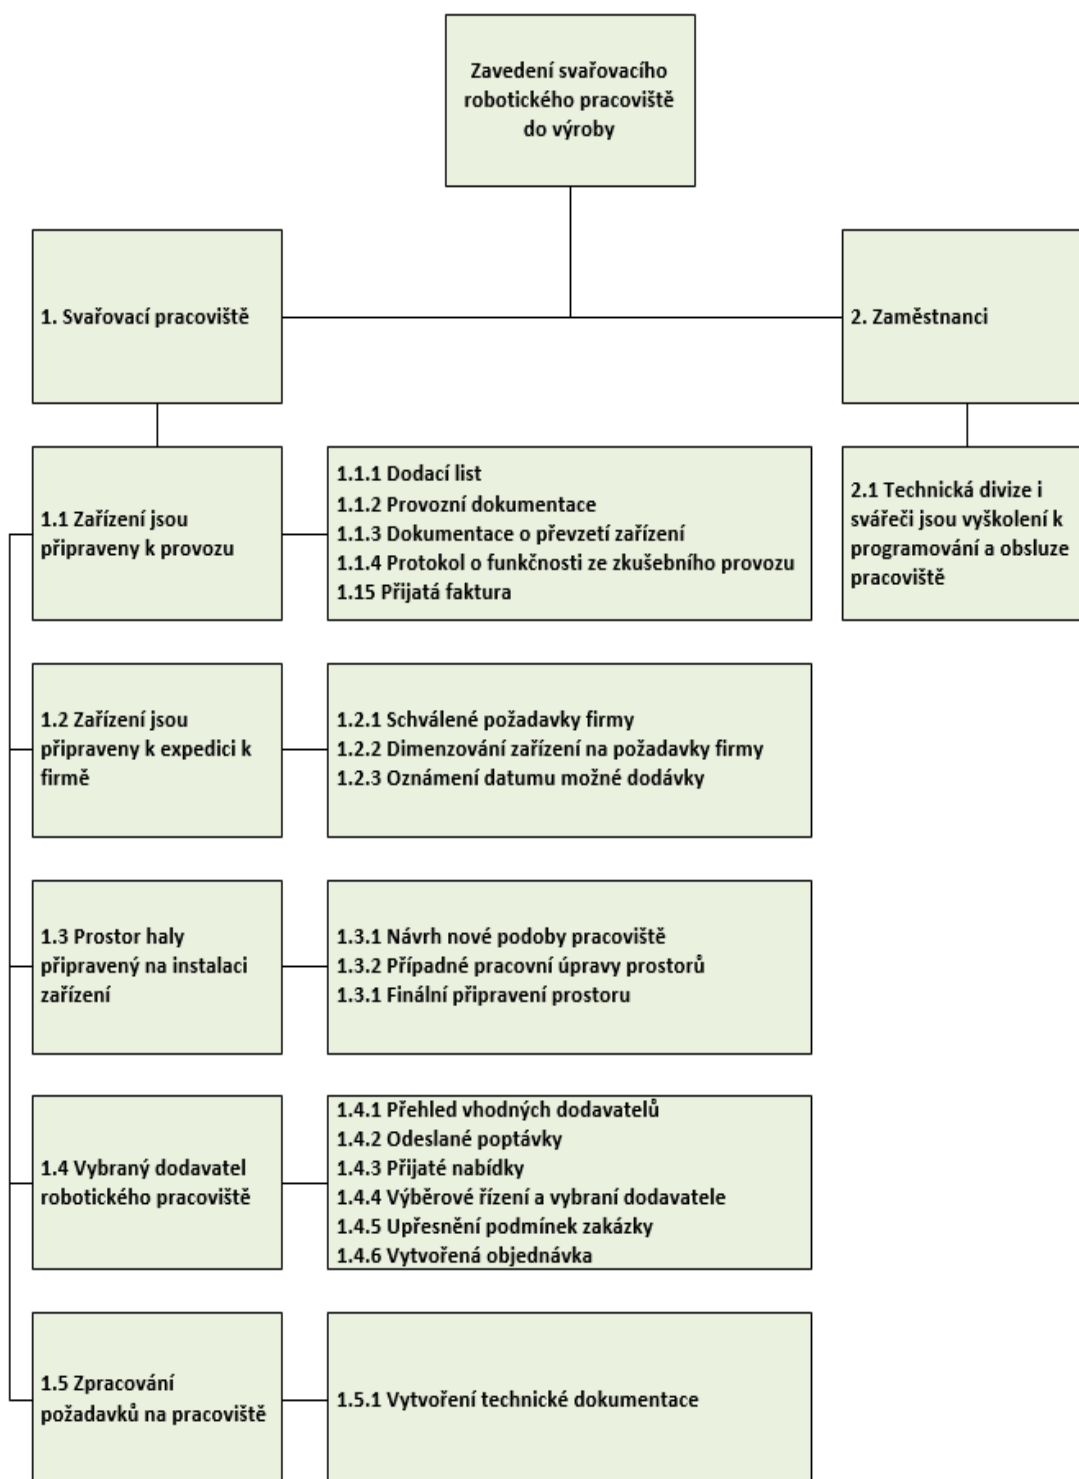 Zavedení svařovacího
robotického pracoviště
do výroby
1. Svařovací pracoviště
2. Zaměstnanci
1.1 Zařízení jsou
připraveny k provozu
1.1.1 Dodací list
1.1.2 Provozní dokumentace
1.1.3 Dokumentace o převzetí zařízení
1.1.4 Protokol o funkčnosti ze zkušebního provozu
1.15 Přijatá faktura
2.1 Technická divize i
svářeči jsou vyškolení k
programování a obsluze
pracoviště
1.2 Zařízení jsou
připraveny k expedici k
firmě
1.2.1 Schválené požadavky firmy
1.2.2 Dimenzování zařízení na požadavky firmy
1.2.3 Oznámení datumu možné dodávky
1.3 Prostor haly
připravený na instalaci
zařízení
1.3.1 Návrh nové podoby pracoviště
1.3.2 Případné pracovní úpravy prostorů
1.3.1 Finální připravení prostoru
1.4 Vybraný dodavatel
robotického pracoviště
1.4.1 Přehled vhodných dodavatelů
1.4.2 Odeslané poptávky
1.4.3 Přijaté nabídky
1.4.4 Výběrové řízení a vybraní dodavatele
1.4.5 Upřesnění podmínek zakázky
1.4.6 Vytvořená objednávka
1.5 Zpracování
požadavků na pracoviště
1.5.1 Vytvoření technické dokumentace